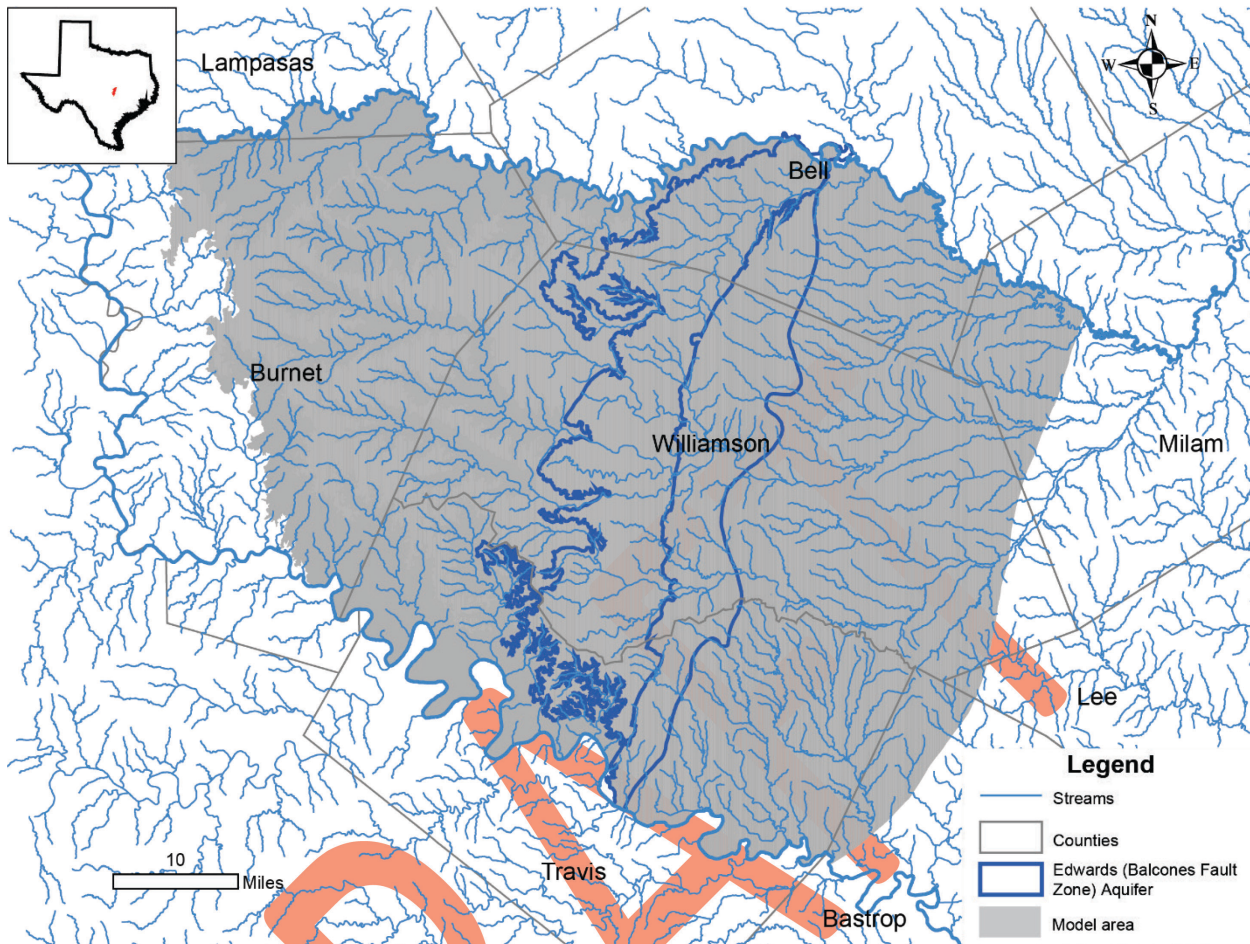 Lampasas
N
W E
S
Bell
Burnet
Williamson
Milam
Lee
Legend
Streams
Counties
Edwards (Balcones Fault
Zone) Aquifer
Model area
10
Miles
Travis
Bastrop